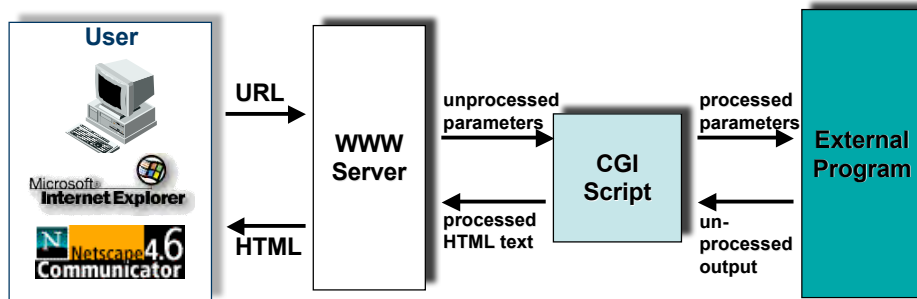 User
Microsoft
Internet Explorer
N
Netscape 4.6
Communicator
URL
HTML
WWW
Server
unprocessed
parameters
processed
HTML text
CGI
Script
processed
parameters
un-
processed
output
External
Program